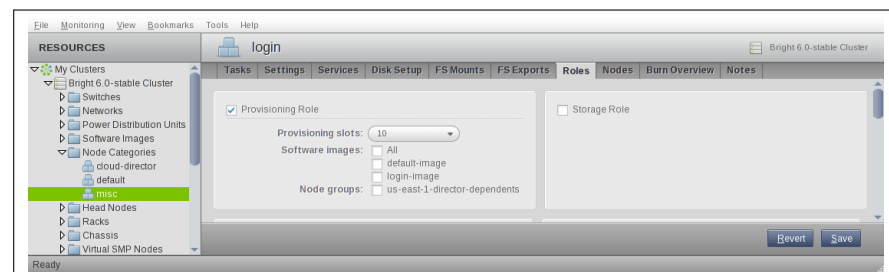 File Monitoring View Bookmarks Tools Help
RESOURCES
login
Bright 6.0-stable Cluster
My Clusters
Bright 6.0-stable Cluster
Switches
Networks
Power Distribution Units
Software Images
Node Categories
cloud-director
default
misc
Head Nodes
Racks
Chassis
Virtual SMP Nodes
Tasks Settings Services Disk Setup FS Mounts FS Exports Roles Nodes Burn Overview Notes
Provisioning Role
Provisioning slots: 10
Software images: All
default-image
login-image
Node groups: us-east-1-director-dependents
Storage Role
Revert Save
Ready